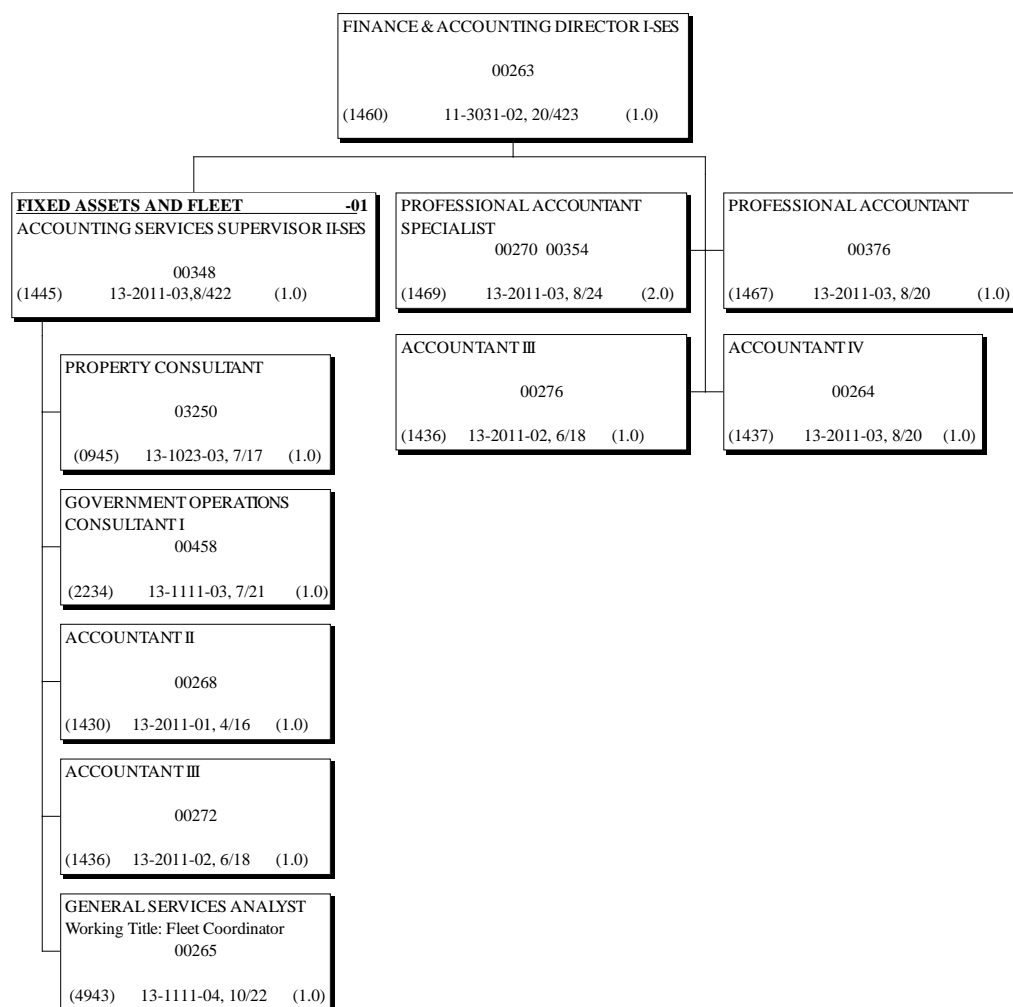 FINANCE & ACCOUNTING DIRECTOR I-SES
00263
(1460) 11-3031-02, 20/423 (1.0)
FIXED ASSETS AND FLEET -01
ACCOUNTING SERVICES SUPERVISOR II-SES
00348
(1445) 13-2011-03,8/422 (1.0)
PROFESSIONAL ACCOUNTANT
SPECIALIST
00270 00354
(1469) 13-2011-03, 8/24 (2.0)
PROFESSIONAL ACCOUNTANT
00376
(1467) 13-2011-03, 8/20 (1.0)
ACCOUNTANT III
00276
(1436) 13-2011-02, 6/18 (1.0)
ACCOUNTANT IV
00264
(1437) 13-2011-03, 8/20 (1.0)
PROPERTY CONSULTANT
03250
(0945) 13-1023-03, 7/17 (1.0)
GOVERNMENT OPERATIONS
CONSULTANT I
00458
(2234) 13-1111-03, 7/21 (1.0)
ACCOUNTANT II
00268
(1430) 13-2011-01, 4/16 (1.0)
ACCOUNTANT III
00272
(1436) 13-2011-02, 6/18 (1.0)
GENERAL SERVICES ANALYST
Working Title: Fleet Coordinator
00265
(4943) 13-1111-04, 10/22 (1.0)